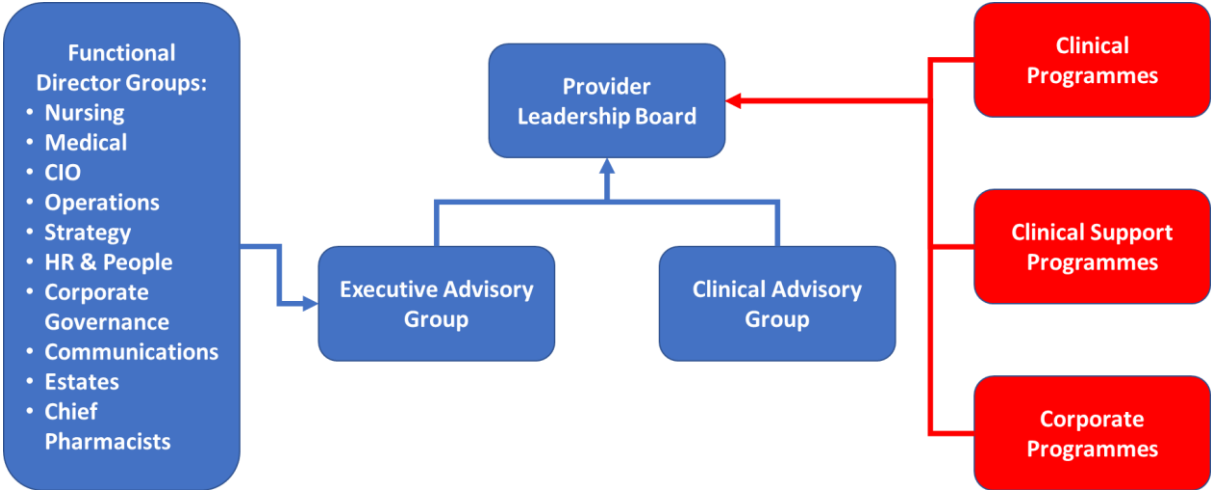 Functional
Director Groups:
• Nursing
• Medical
• CIO
• Operations
• Strategy
• HR & People
• Corporate
Governance
• Communications
• Estates
• Chief
Pharmacists
Provider
Leadership Board
Executive Advisory
Group
Clinical Advisory
Group
Clinical
Programmes
Clinical Support
Programmes
Corporate
Programmes